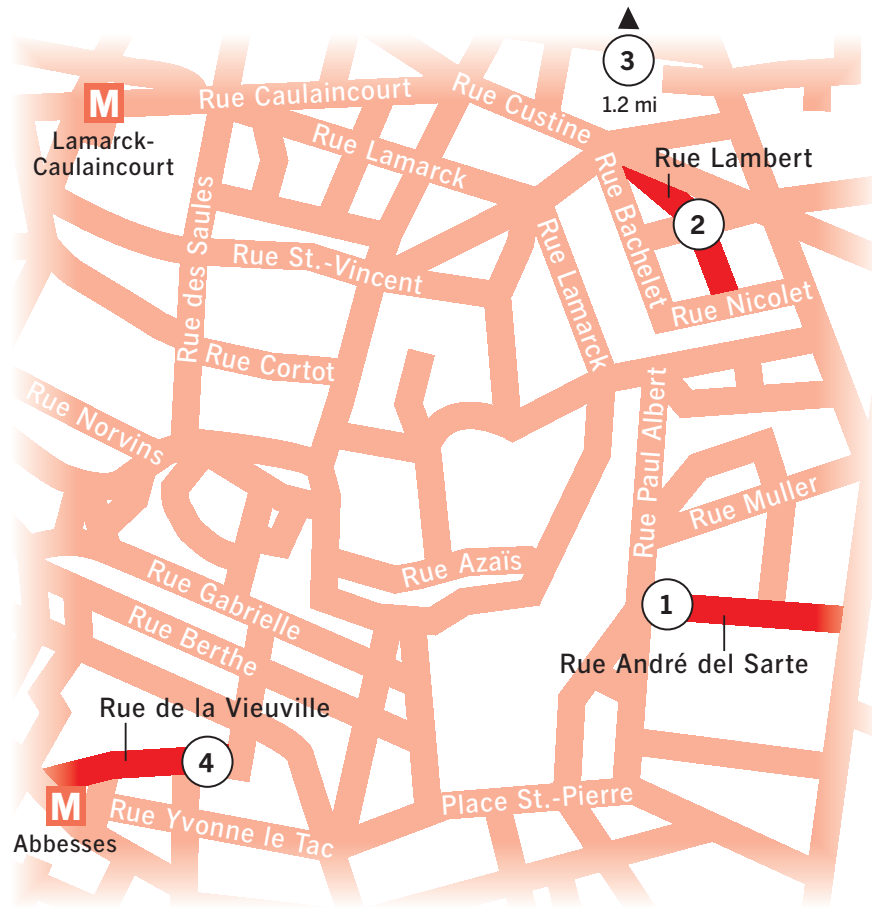 3
1.2 mi
M
Lamarck-
Caulaincourt
Rue Caulaincourt
Rue Custine
Rue Lamarck
Rue Lambert
Rue Bachelet
2
Rue des Saules
Rue St.-Vincent
Rue Lamarck
Rue Nicolet
Rue Cortot
Rue Norvins
Rue Paul Albert
Rue Muller
Rue Azaïs
Rue Gabrielle
1
Rue Berthe
Rue André del Sarte
Rue de la Vieuville
4
M
Abbesses
Rue Yvonne le Tac
Place St.-Pierre